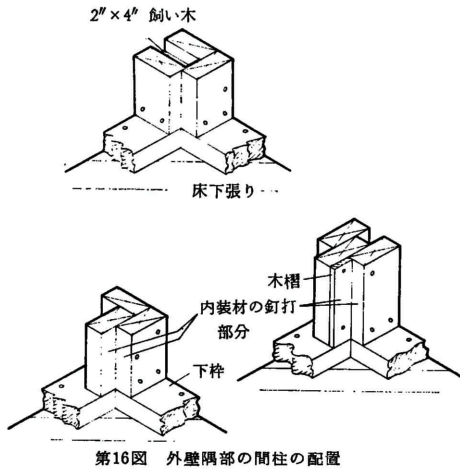 2″×4″ 飼い木
床下張り
木摺
内装材の釘打
部分
下枠
第16図 外壁隅部の間柱の配置